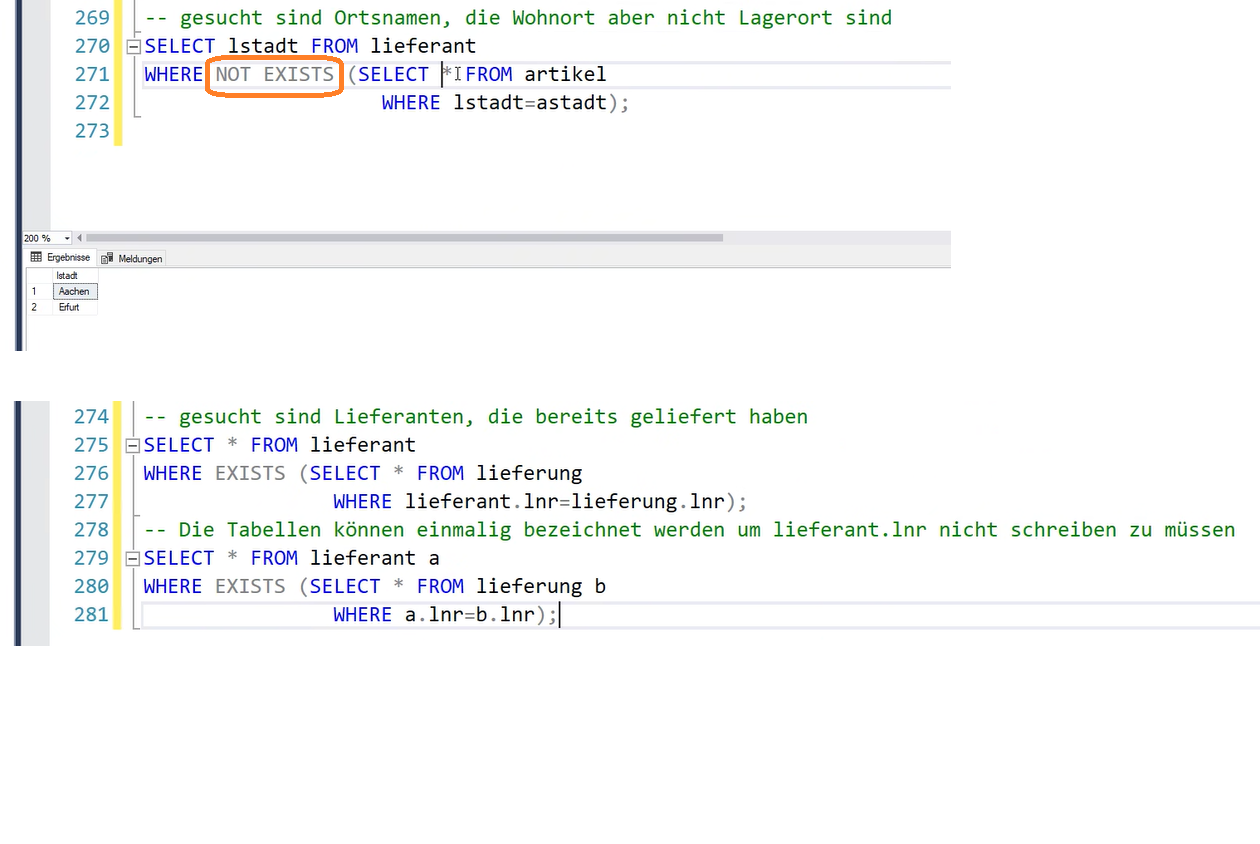 269 -- gesucht sind Ortsnamen, die Wohnort aber nicht Lagerort sind
270 SELECT lstadt FROM lieferant
271 WHERE NOT EXISTS (SELECT * FROM artikel
272 WHERE lstadt=astadt);
273
200 %
Ergebnisse Meldungen
lstadt
1 Aachen
2 Erfurt
274 -- gesucht sind Lieferanten, die bereits geliefert haben
275 SELECT * FROM lieferant
276 WHERE EXISTS (SELECT * FROM lieferung
277 WHERE lieferant.lnr=lieferung.lnr);
278 -- Die Tabellen können einmalig bezeichnet werden um lieferant.lnr nicht schreiben zu müssen
279 SELECT * FROM lieferant a
280 WHERE EXISTS (SELECT * FROM lieferung b
281 WHERE a.lnr=b.lnr);